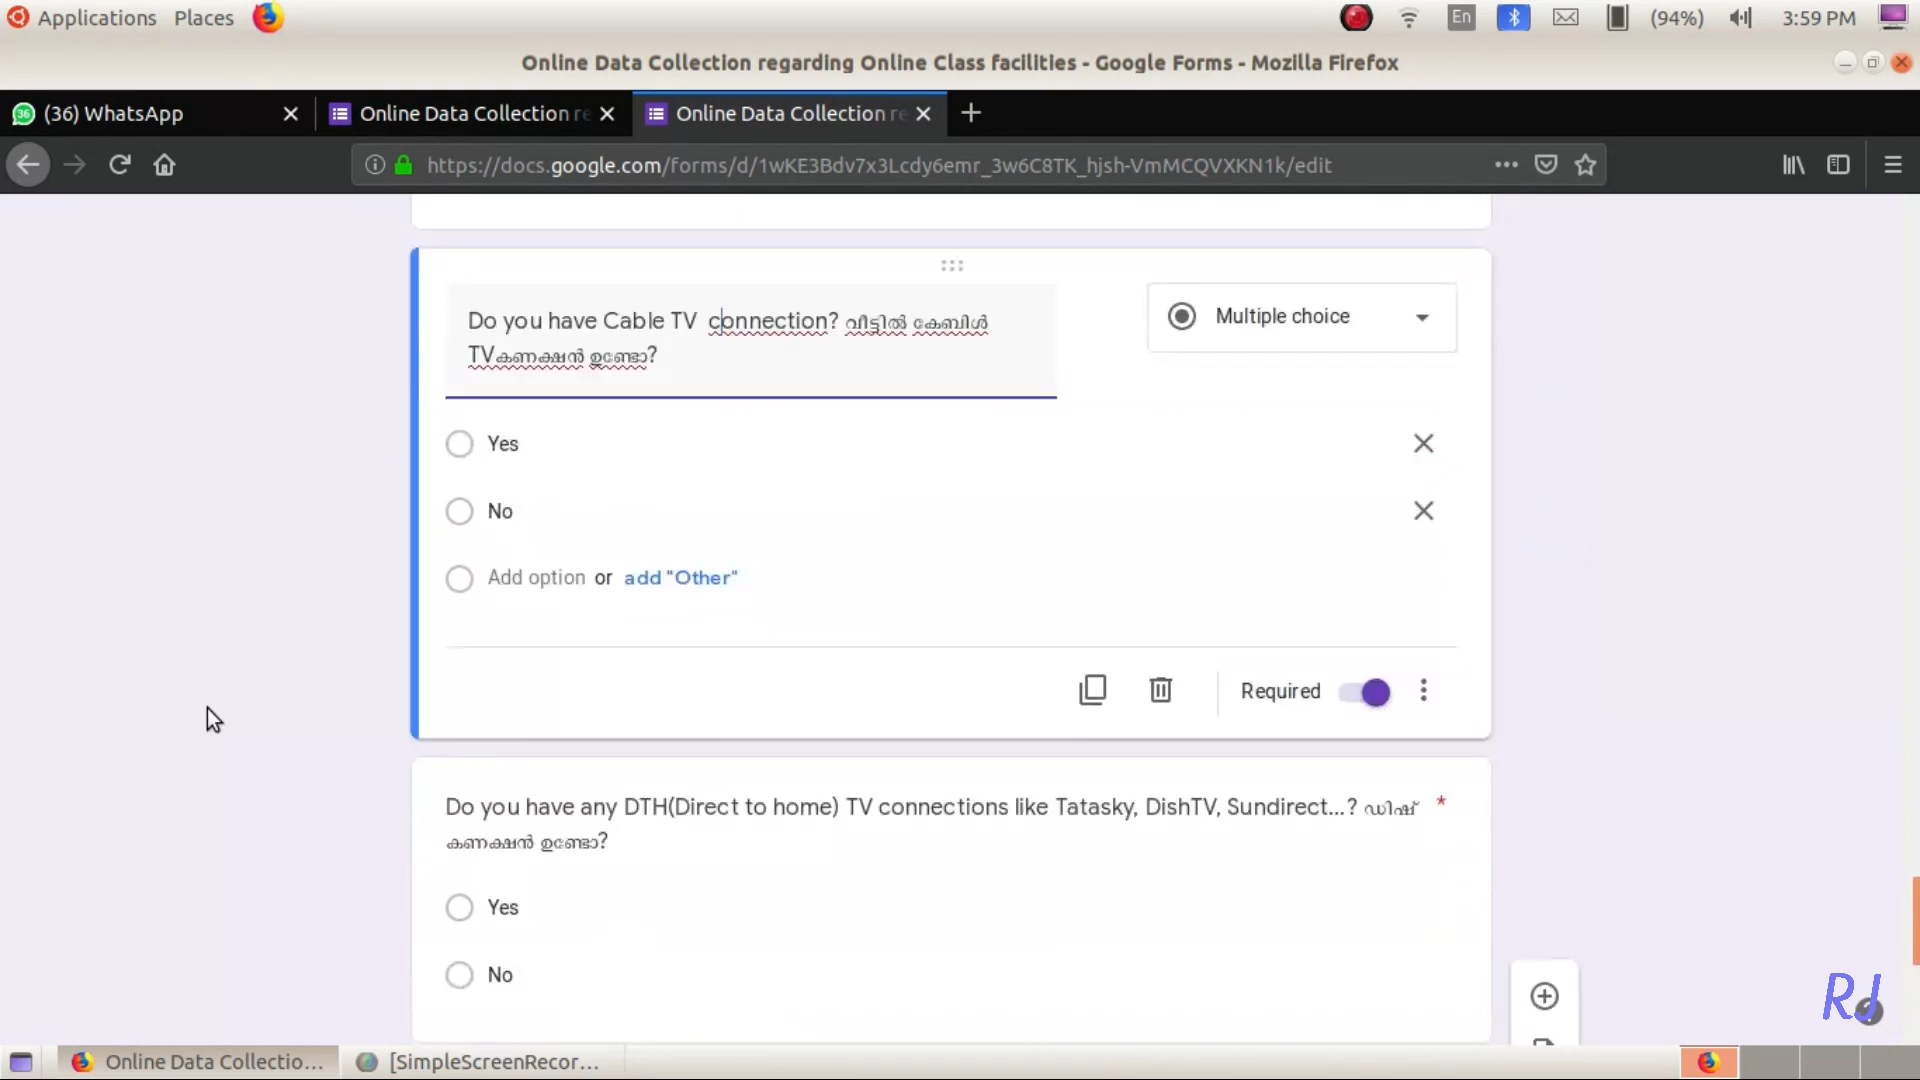 Applications Places En (94%) 3:59 PM
Online Data Collection regarding Online Class facilities - Google Forms - Mozilla Firefox
(36) WhatsApp Online Data Collection re Online Data Collection re
https://docs.google.com/forms/d/1wKE3Bdv7x3Lcdy6emr_3w6C8TK_hjsh-VmMCQVXKN1k/edit
Do you have Cable TV connection? വീട്ടിൽ കേബിൾ
TVകണക്ഷൻ ഉണ്ടോ?
Multiple choice
Yes
No
Add option or add "Other"
Required
Do you have any DTH(Direct to home) TV connections like Tatasky, DishTV, Sundirect...? ഡിഷ് *
കണക്ഷൻ ഉണ്ടോ?
Yes
No
RJ
Online Data Collectio... [SimpleScreenRecor...